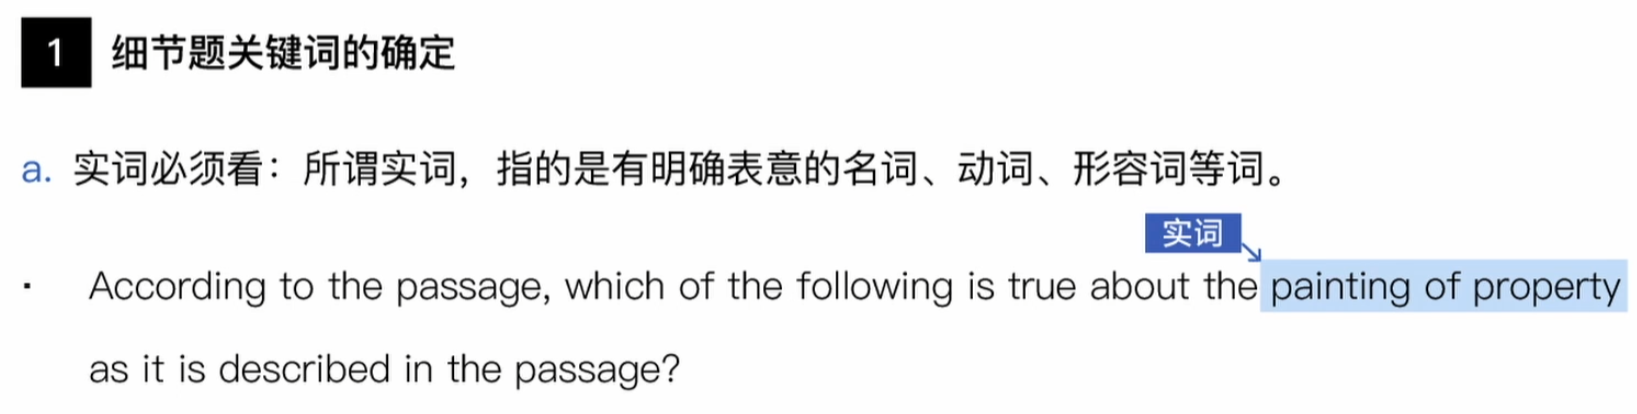 1 细节题关键词的确定
a. 实词必须看：所谓实词，指的是有明确表意的名词、动词、形容词等词。
实词
· According to the passage, which of the following is true about the painting of property
as it is described in the passage?